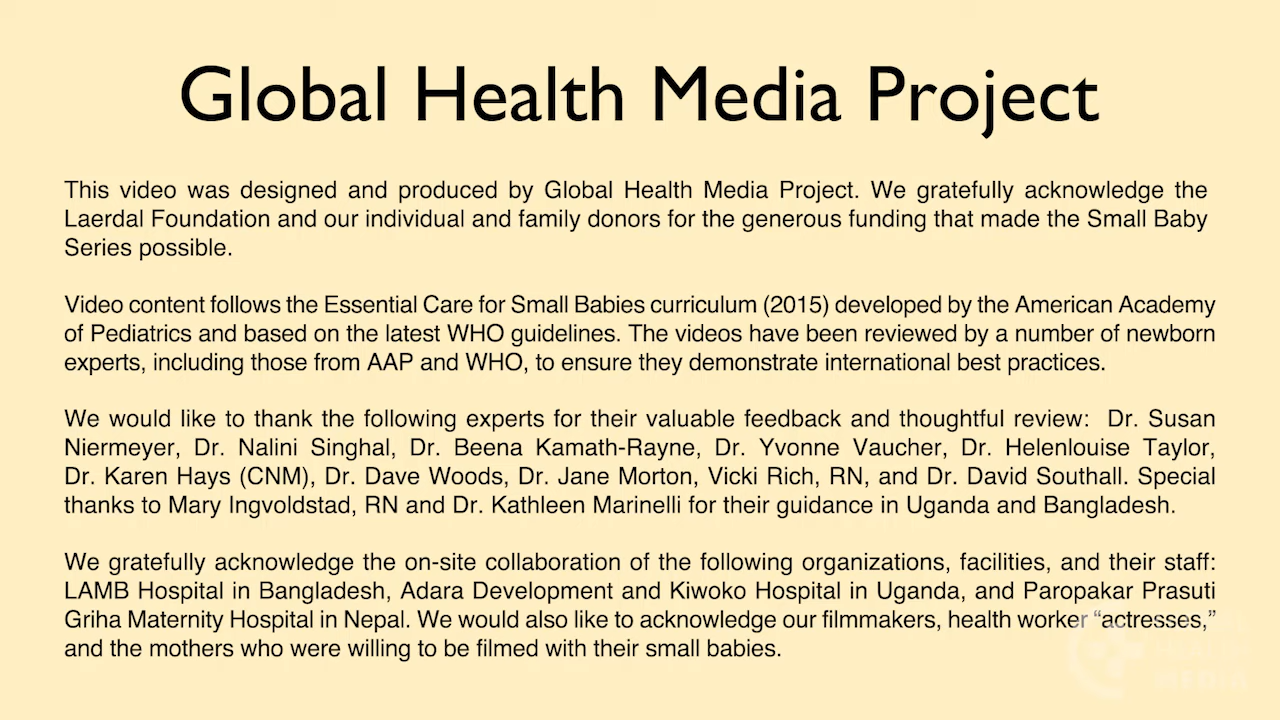 Global Health Media Project
This video was designed and produced by Global Health Media Project. We gratefully acknowledge the
Laerdal Foundation and our individual and family donors for the generous funding that made the Small Baby
Series possible.
Video content follows the Essential Care for Small Babies curriculum (2015) developed by the American Academy
of Pediatrics and based on the latest WHO guidelines. The videos have been reviewed by a number of newborn
experts, including those from AAP and WHO, to ensure they demonstrate international best practices.
We would like to thank the following experts for their valuable feedback and thoughtful review: Dr. Susan
Niermeyer, Dr. Nalini Singhal, Dr. Beena Kamath-Rayne, Dr. Yvonne Vaucher, Dr. Helenlouise Taylor,
Dr. Karen Hays (CNM), Dr. Dave Woods, Dr. Jane Morton, Vicki Rich, RN, and Dr. David Southall. Special
thanks to Mary Ingvoldstad, RN and Dr. Kathleen Marinelli for their guidance in Uganda and Bangladesh.
We gratefully acknowledge the on-site collaboration of the following organizations, facilities, and their staff:
LAMB Hospital in Bangladesh, Adara Development and Kiwoko Hospital in Uganda, and Paropakar Prasuti
Griha Maternity Hospital in Nepal. We would also like to acknowledge our filmmakers, health worker “actresses,”
and the mothers who were willing to be filmed with their small babies.
HEALTH
MEDIA